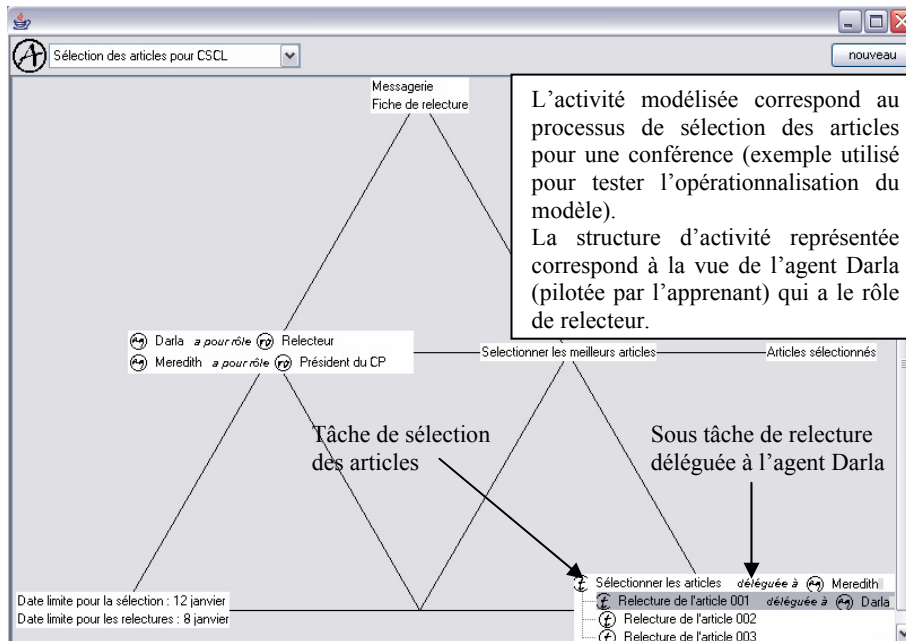 Sélection des articles pour CSCL
nouveau
Messagerie
Fiche de relecture
L'activité modélisée correspond au
processus de sélection des articles
pour une conférence (exemple utilisé
pour tester l'opérationnalisation du
modèle).
La structure d'activité représentée
correspond à la vue de l'agent Darla
(pilotée par l'apprenant) qui a le rôle
de relecteur.
Darla a pour rôle Relecteur
Meredith a pour rôle Président du CP
Selectionner les meilleurs articles
Articles sélectionnés
Tâche de sélection
des articles
Sous tâche de relecture
déléguée à l'agent Darla
Sélectionner les articles déléguée à Meredith
Relecture de l'article 001 déléguée à Darla
Relecture de l'article 002
Relecture de l'article 003
Date limite pour la sélection : 12 janvier
Date limite pour les relectures : 8 janvier